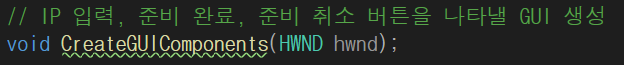 // IP 입력, 준비 완료, 준비 취소 버튼을 나타낼 GUI 생성
void CreateGUIComponents(HWND hwnd);